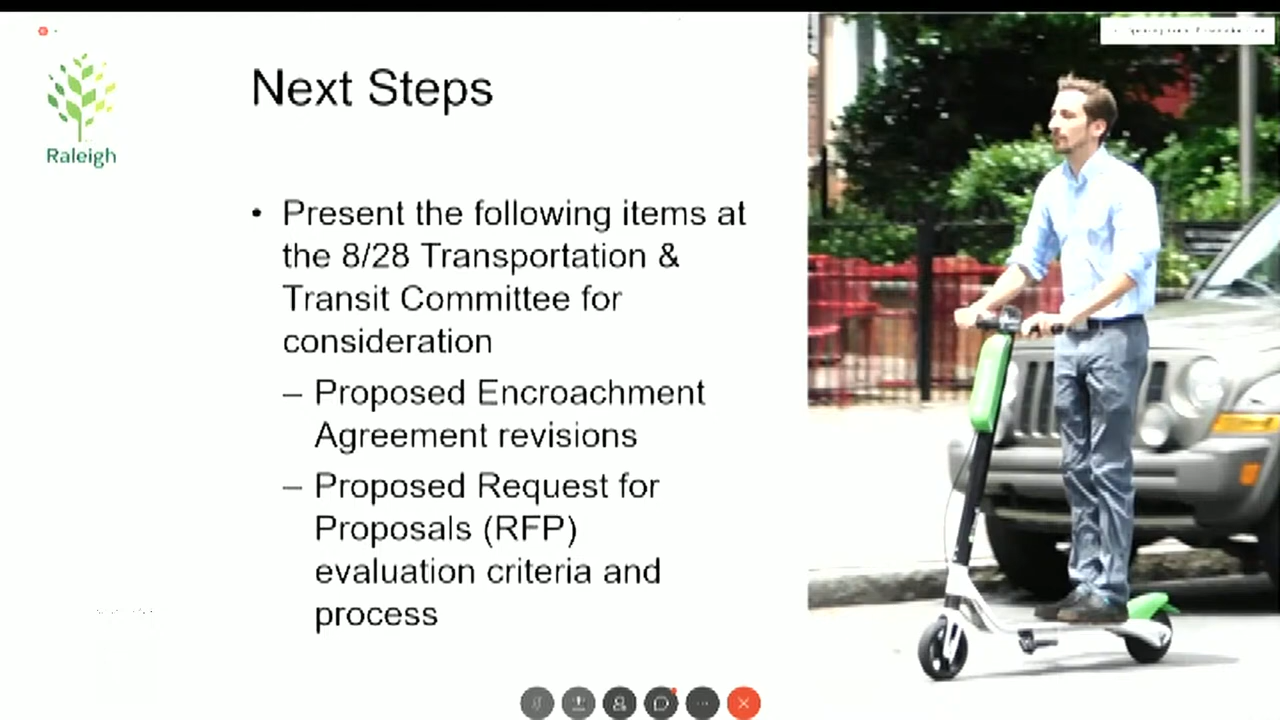 Raleigh
Next Steps
• Present the following items at
the 8/28 Transportation &
Transit Committee for
consideration
– Proposed Encroachment
Agreement revisions
– Proposed Request for
Proposals (RFP)
evaluation criteria and
process